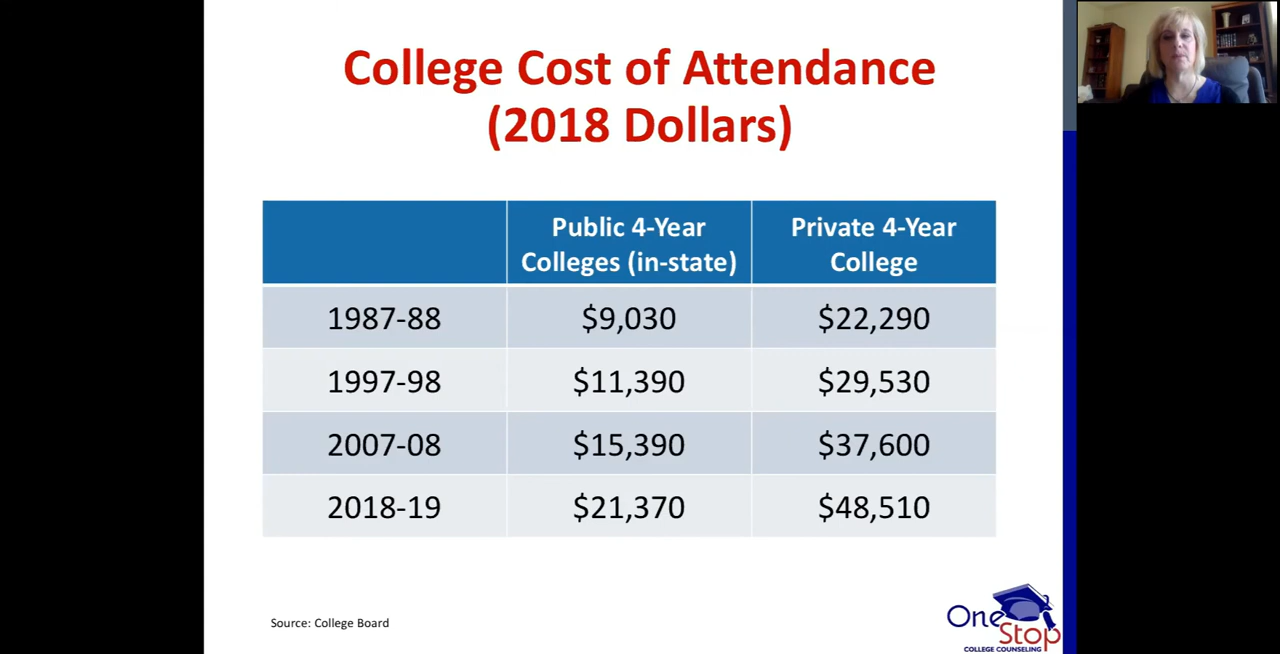 College Cost of Attendance
(2018 Dollars)
Public 4-Year
Colleges (in-state)
Private 4-Year
College
1987-88 $9,030 $22,290
1997-98 $11,390 $29,530
2007-08 $15,390 $37,600
2018-19 $21,370 $48,510
Source: College Board
One
Stop
COLLEGE COUNSELING